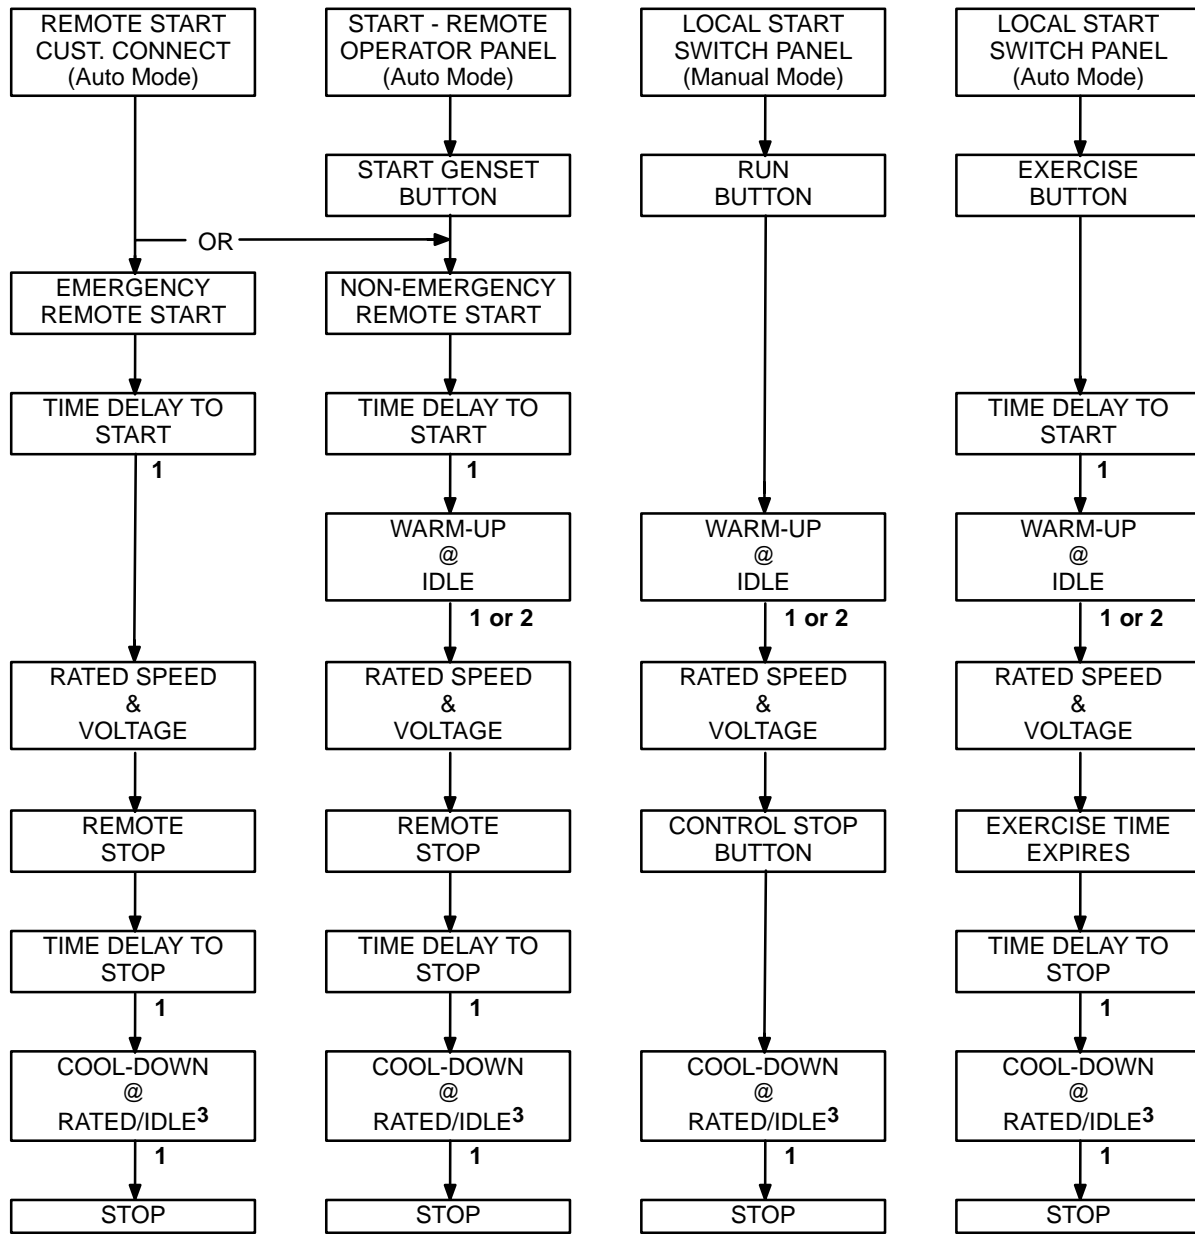 REMOTE START
CUST. CONNECT
(Auto Mode)
START - REMOTE
OPERATOR PANEL
(Auto Mode)
LOCAL START
SWITCH PANEL
(Manual Mode)
LOCAL START
SWITCH PANEL
(Auto Mode)
START GENSET
BUTTON
RUN
BUTTON
EXERCISE
BUTTON
OR
EMERGENCY
REMOTE START
NON-EMERGENCY
REMOTE START
TIME DELAY TO
START
1
TIME DELAY TO
START
1
TIME DELAY TO
START
1
WARM-UP
@
IDLE
1 or 2
WARM-UP
@
IDLE
1 or 2
WARM-UP
@
IDLE
1 or 2
RATED SPEED
&
VOLTAGE
RATED SPEED
&
VOLTAGE
RATED SPEED
&
VOLTAGE
RATED SPEED
&
VOLTAGE
REMOTE
STOP
REMOTE
STOP
CONTROL STOP
BUTTON
EXERCISE TIME
EXPIRES
TIME DELAY TO
STOP
1
TIME DELAY TO
STOP
1
TIME DELAY TO
STOP
1
COOL-DOWN
@
RATED/IDLE3
1
COOL-DOWN
@
RATED/IDLE3
1
COOL-DOWN
@
RATED/IDLE3
1
COOL-DOWN
@
RATED/IDLE3
1
STOP
STOP
STOP
STOP